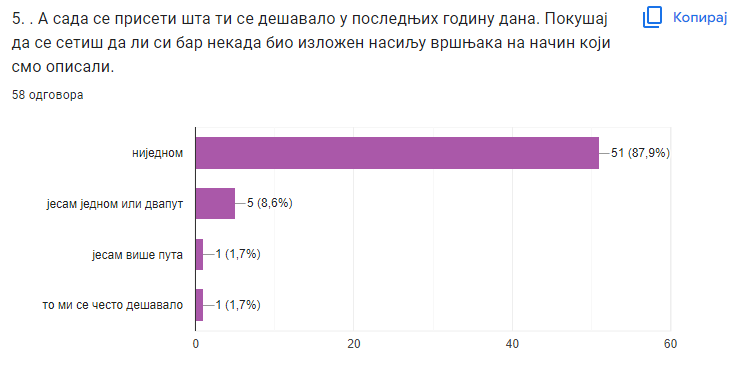 5. . А сада се присети шта ти се дешавало у последњих годину дана. Покушај
да се сетиш да ли си бар некада био изложен насиљу вршњака на начин који
смо описали.
Копирај
58 одговора
ниједном
51 (87,9%)
јесам једном или двапут
5 (8,6%)
јесам више пута
1 (1,7%)
то ми се често дешавало
1 (1,7%)
0
20
40
60